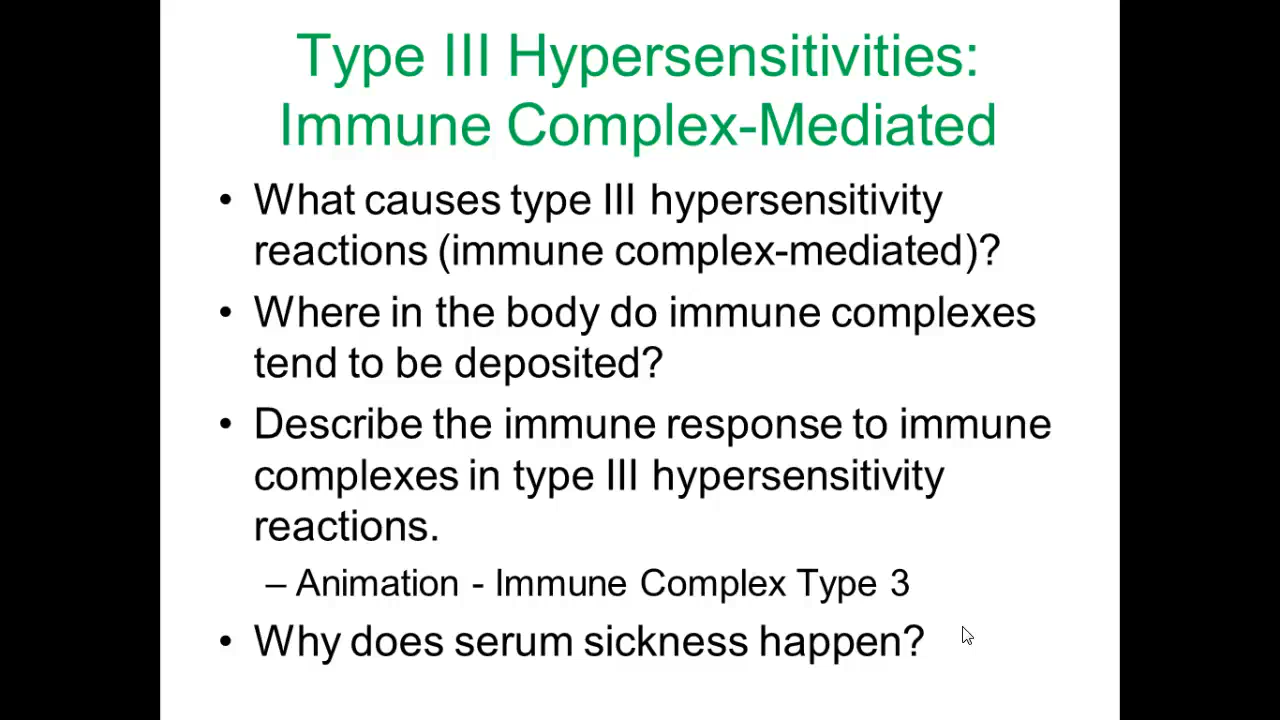 Type III Hypersensitivities:
Immune Complex-Mediated
• What causes type III hypersensitivity
reactions (immune complex-mediated)?
• Where in the body do immune complexes
tend to be deposited?
• Describe the immune response to immune
complexes in type III hypersensitivity
reactions.
– Animation - Immune Complex Type 3
• Why does serum sickness happen?